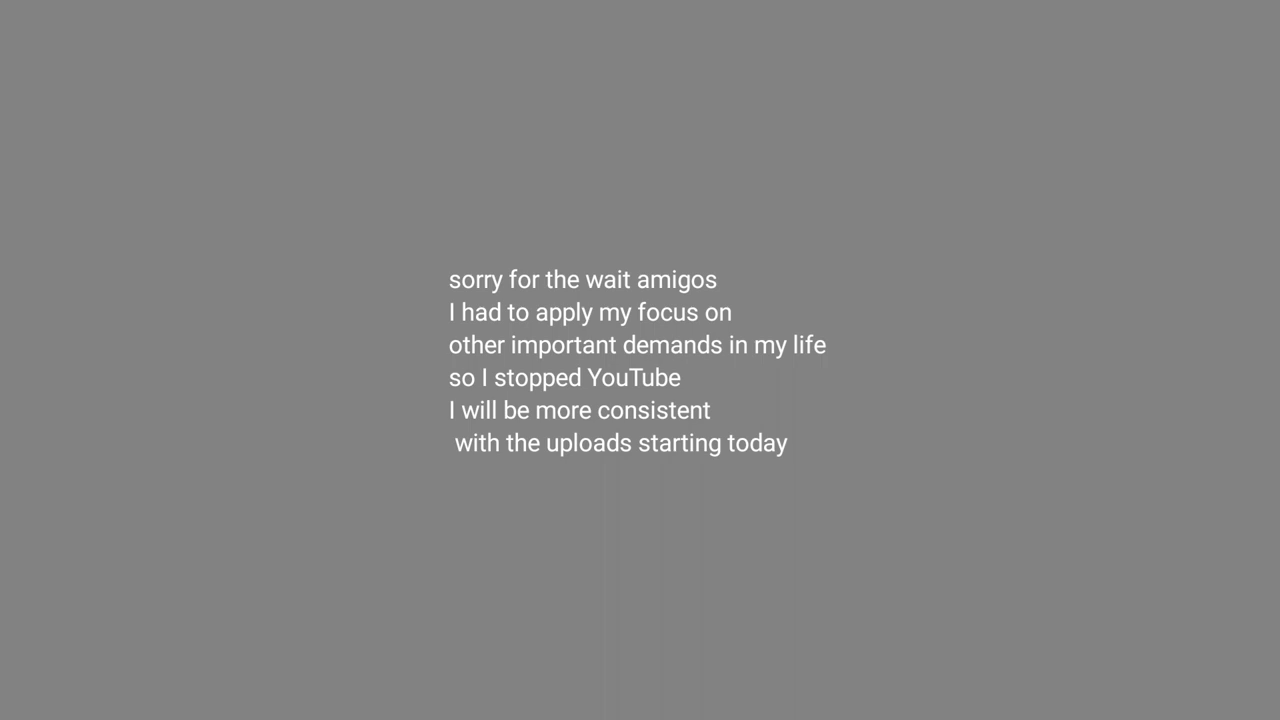 sorry for the wait amigos
I had to apply my focus on
other important demands in my life
so I stopped YouTube
I will be more consistent
with the uploads starting today